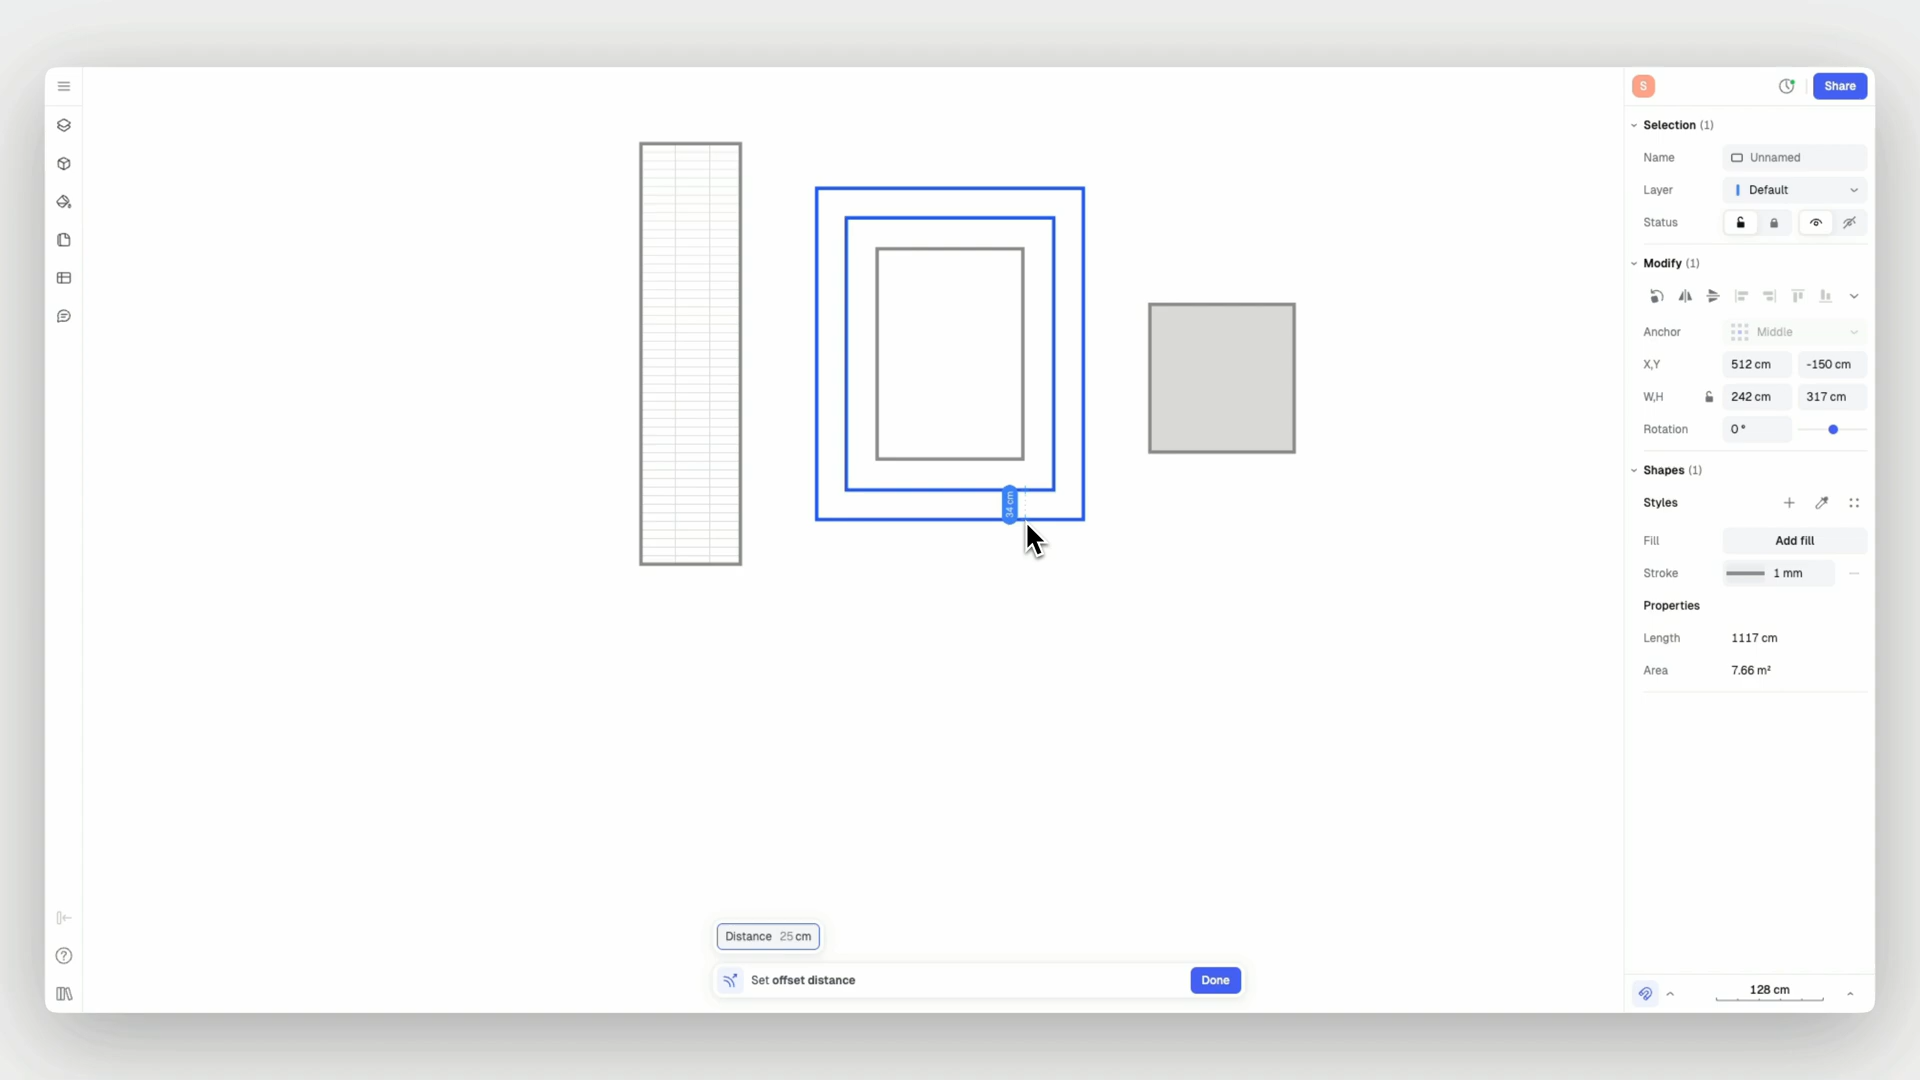 S
Share
Selection (1)
Name Unnamed
Layer Default
Status
Modify (1)
Anchor Middle
X,Y 512 cm -150 cm
W,H 242 cm 317 cm
Rotation 0°
Shapes (1)
Styles
Fill Add fill
Stroke 1 mm
Properties
Length 1117 cm
Area 7.66 m²
34 cm
Distance 25 cm
Set offset distance
Done
128 cm